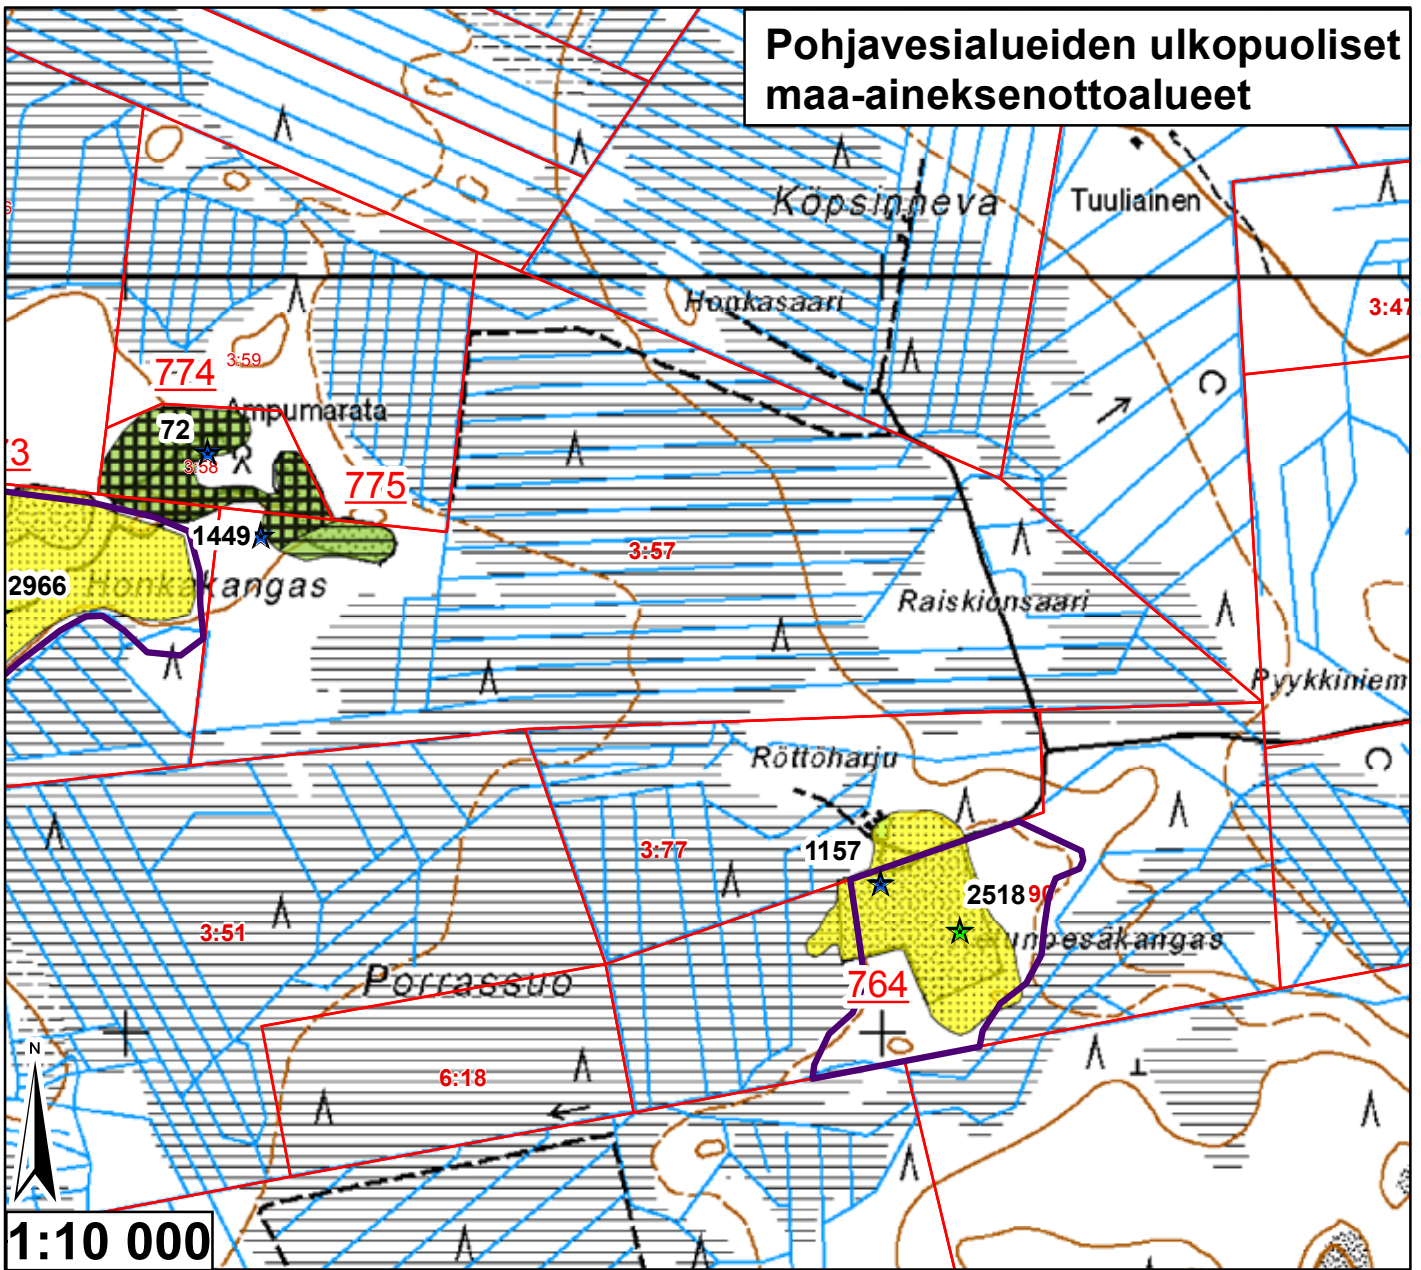 Pohjavesialueiden ulkopuoliset
maa-aineksenottoalueet
Köpsinneva
Tuuliainen
Honkasaari
3:47
774
3:59
Ampumarata
72
3:58
775
1449
3:57
2966
Honkakangas
Raiskionsaari
Pyykkiniem
Röttöharju
1157
3:77
2518
3:51
764
Porrassuo
6:18
N
1:10 000